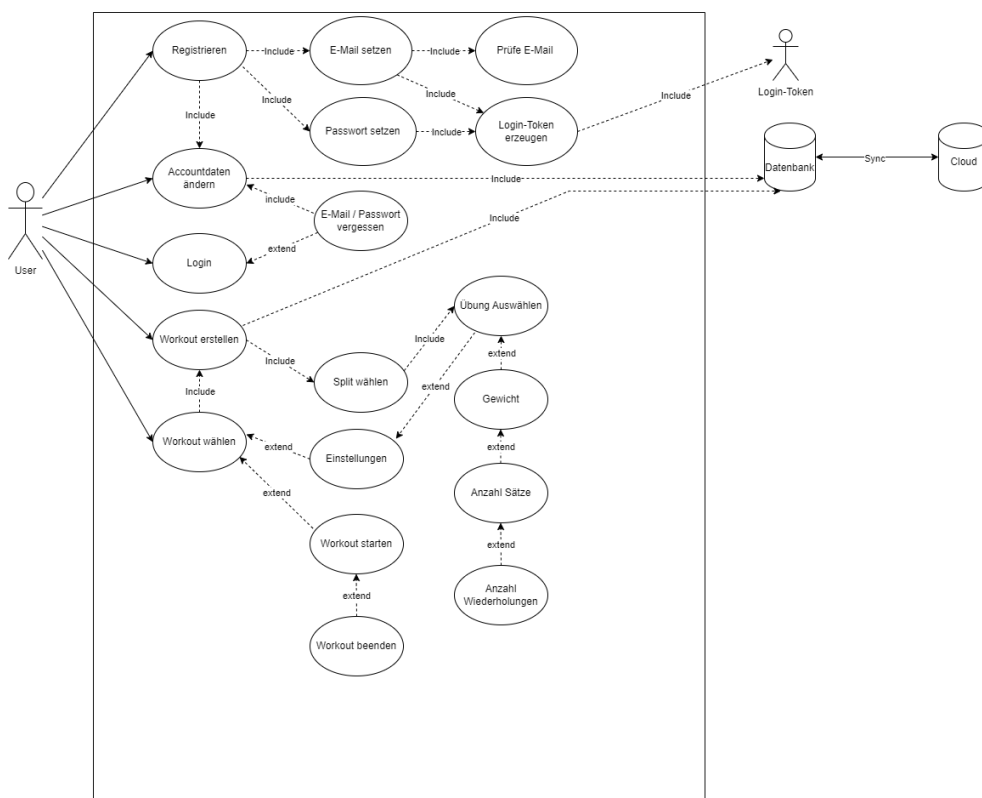 Registrieren
Include
E-Mail setzen
Include
Prüfe E-Mail
Include
Include
Include
Include
Login-Token
Passwort setzen
Include
Login-Token
erzeugen
Include
Accountdaten
ändern
Include
Datenbank
Sync
Cloud
include
E-Mail / Passwort
vergessen
Include
User
Login
extend
Workout erstellen
Include
Split wählen
Include
Übung Auswählen
extend
extend
Include
Gewicht
Workout wählen
extend
Einstellungen
extend
extend
Anzahl Sätze
Workout starten
extend
extend
Anzahl
Wiederholungen
Workout beenden